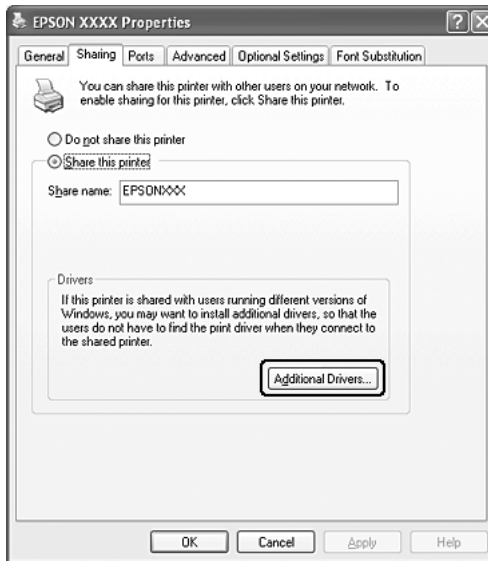 EPSON XXXX Properties
General Sharing Ports Advanced Optional Settings Font Substitution
You can share this printer with other users on your network. To
enable sharing for this printer, click Share this printer.
Do not share this printer
Share this printer
Share name: EPSONXXX
Drivers
If this printer is shared with users running different versions of
Windows, you may want to install additional drivers, so that the
users do not have to find the print driver when they connect to
the shared printer.
Additional Drivers...
OK Cancel Apply Help